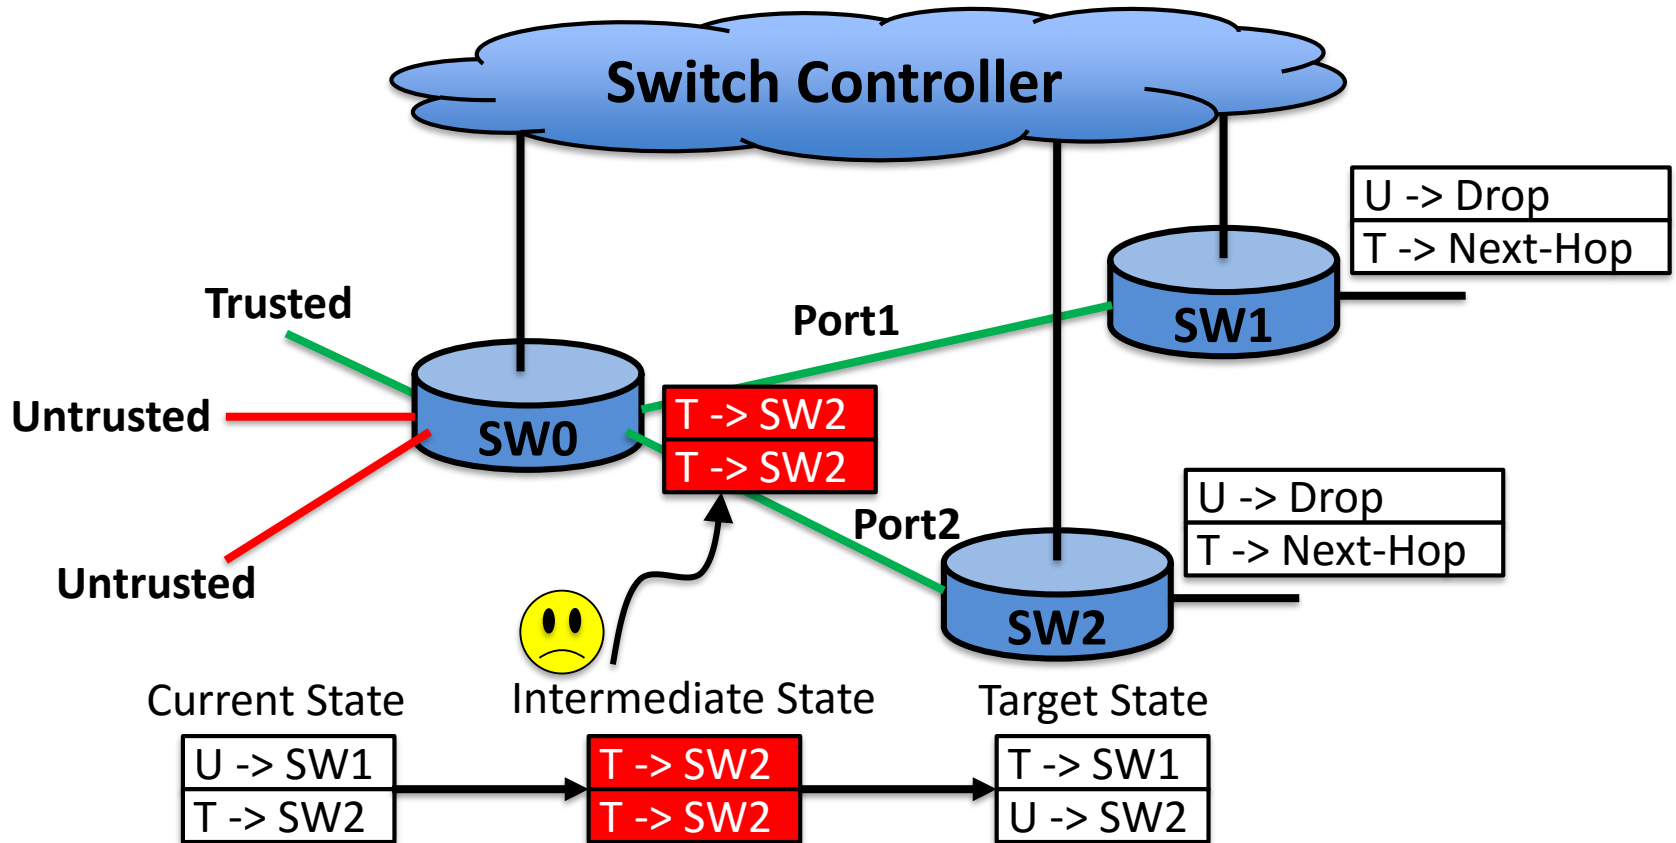 Switch Controller
U -> Drop
T -> Next-Hop
Trusted
Port1
SW1
Untrusted
T -> SW2
SW0
T -> SW2
U -> Drop
Port2
T -> Next-Hop
Untrusted
SW2
Current State
Intermediate State
Target State
U -> SW1
T -> SW2
T -> SW1
T -> SW2
T -> SW2
U -> SW2